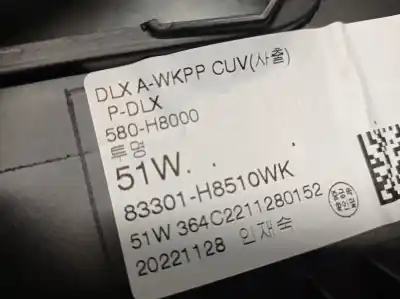 DLX A-WKPP CUV(사출)
P-DLX
580-H8000
투명
51W. . . .
83301-H8510WK
51W 364C2211280152
20221128 인재숙